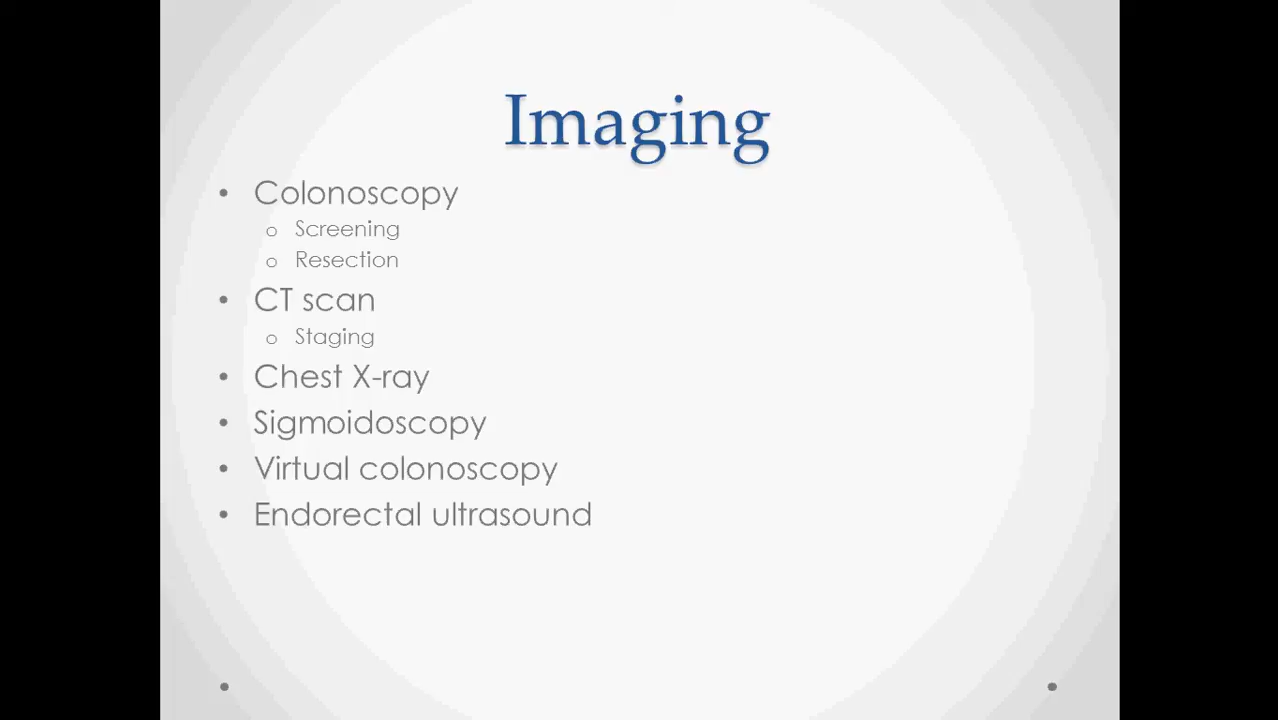 Imaging
• Colonoscopy
o Screening
o Resection
• CT scan
o Staging
• Chest X-ray
• Sigmoidoscopy
• Virtual colonoscopy
• Endorectal ultrasound